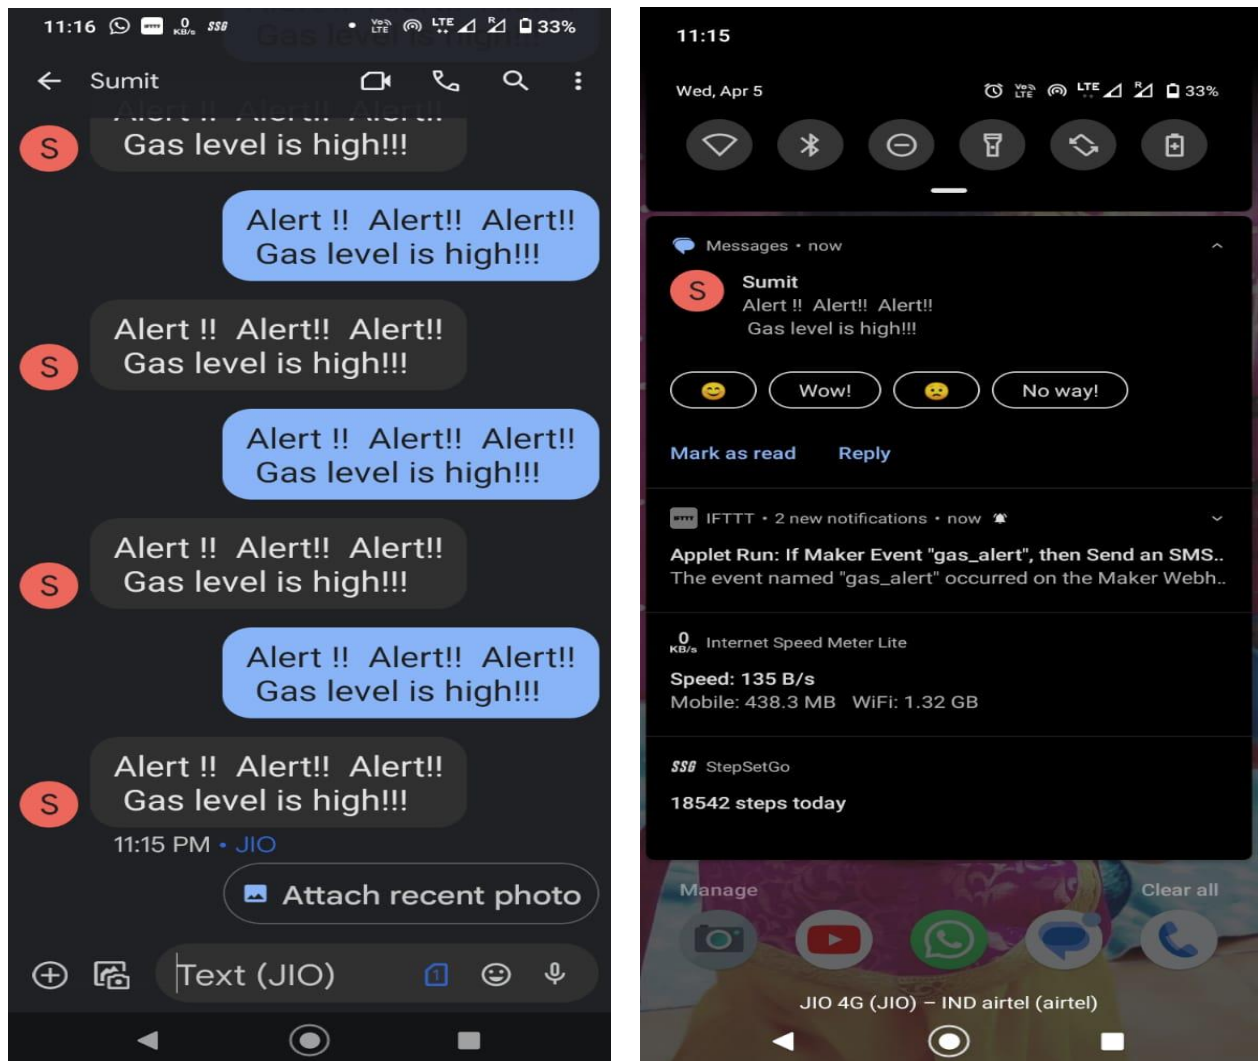 11:16 IFTTT 0 KB/s SSG VoD LTE LTE R 33%
Gas level is high!!!
Sumit
Alert !! Alert!! Alert!!
Gas level is high!!!
S
Alert !! Alert!! Alert!!
Gas level is high!!!
Alert !! Alert!! Alert!!
Gas level is high!!!
S
Alert !! Alert!! Alert!!
Gas level is high!!!
Alert !! Alert!! Alert!!
Gas level is high!!!
S
Alert !! Alert!! Alert!!
Gas level is high!!!
Alert !! Alert!! Alert!!
Gas level is high!!!
S
11:15 PM • JIO
Attach recent photo
Text (JIO) 1
11:15
Wed, Apr 5 VoD LTE LTE R 33%
Messages • now
S
Sumit
Alert !! Alert!! Alert!!
Gas level is high!!!
Wow! No way!
Mark as read Reply
IFTTT IFTTT • 2 new notifications • now
Applet Run: If Maker Event "gas_alert", then Send an SMS..
The event named "gas_alert" occurred on the Maker Webh..
0 KB/s Internet Speed Meter Lite
Speed: 135 B/s
Mobile: 438.3 MB WiFi: 1.32 GB
SSG StepSetGo
18542 steps today
Manage Clear all
JIO 4G (JIO) – IND airtel (airtel)